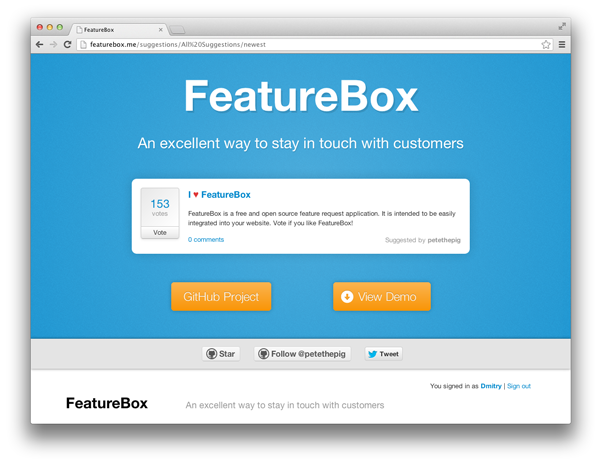 FeatureBox
featurebox.me/suggestions/All%20Suggestions/newest
FeatureBox
An excellent way to stay in touch with customers
153
votes
Vote
I ♥ FeatureBox
FeatureBox is a free and open source feature request application. It is intended to be easily
integrated into your website. Vote if you like FeatureBox!
0 comments
Suggested by petethepig
GitHub Project
View Demo
Star
Follow @petethepig
Tweet
You signed in as Dmitry | Sign out
FeatureBox
An excellent way to stay in touch with customers